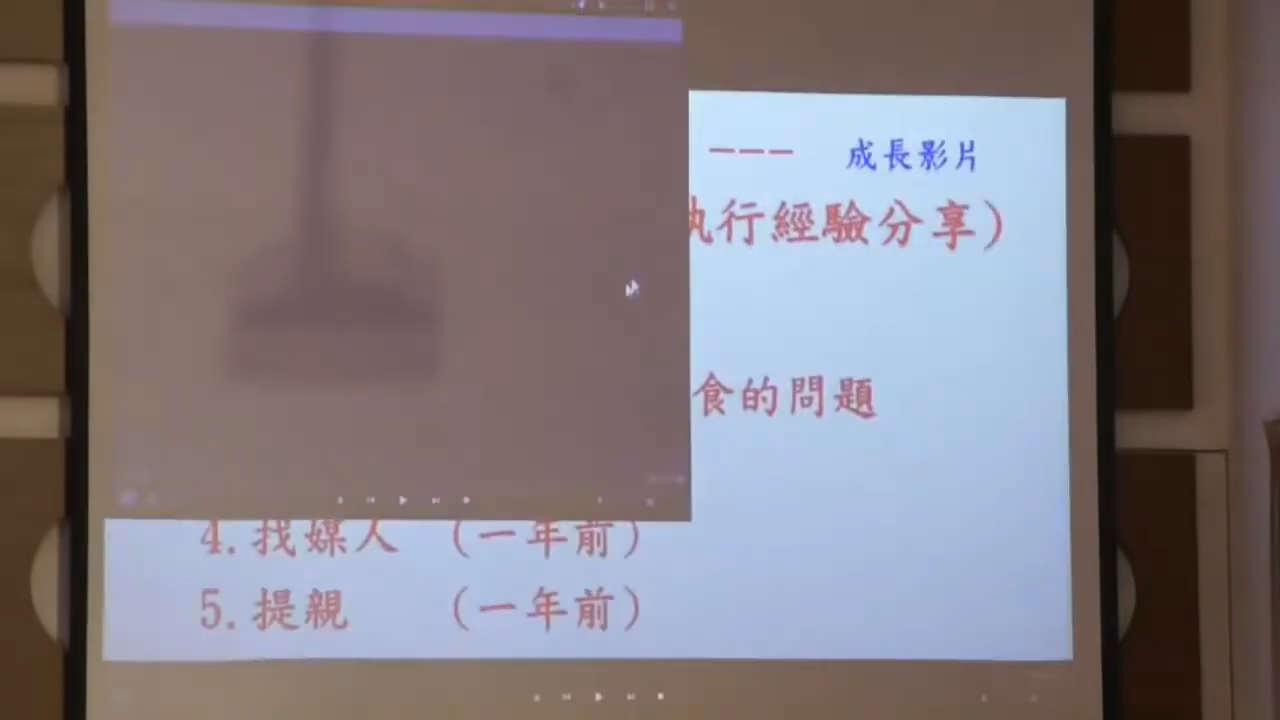 ——— 成長影片
執行經驗分享）
食的問題
4.找媒人 （一年前）
5.提親 （一年前）